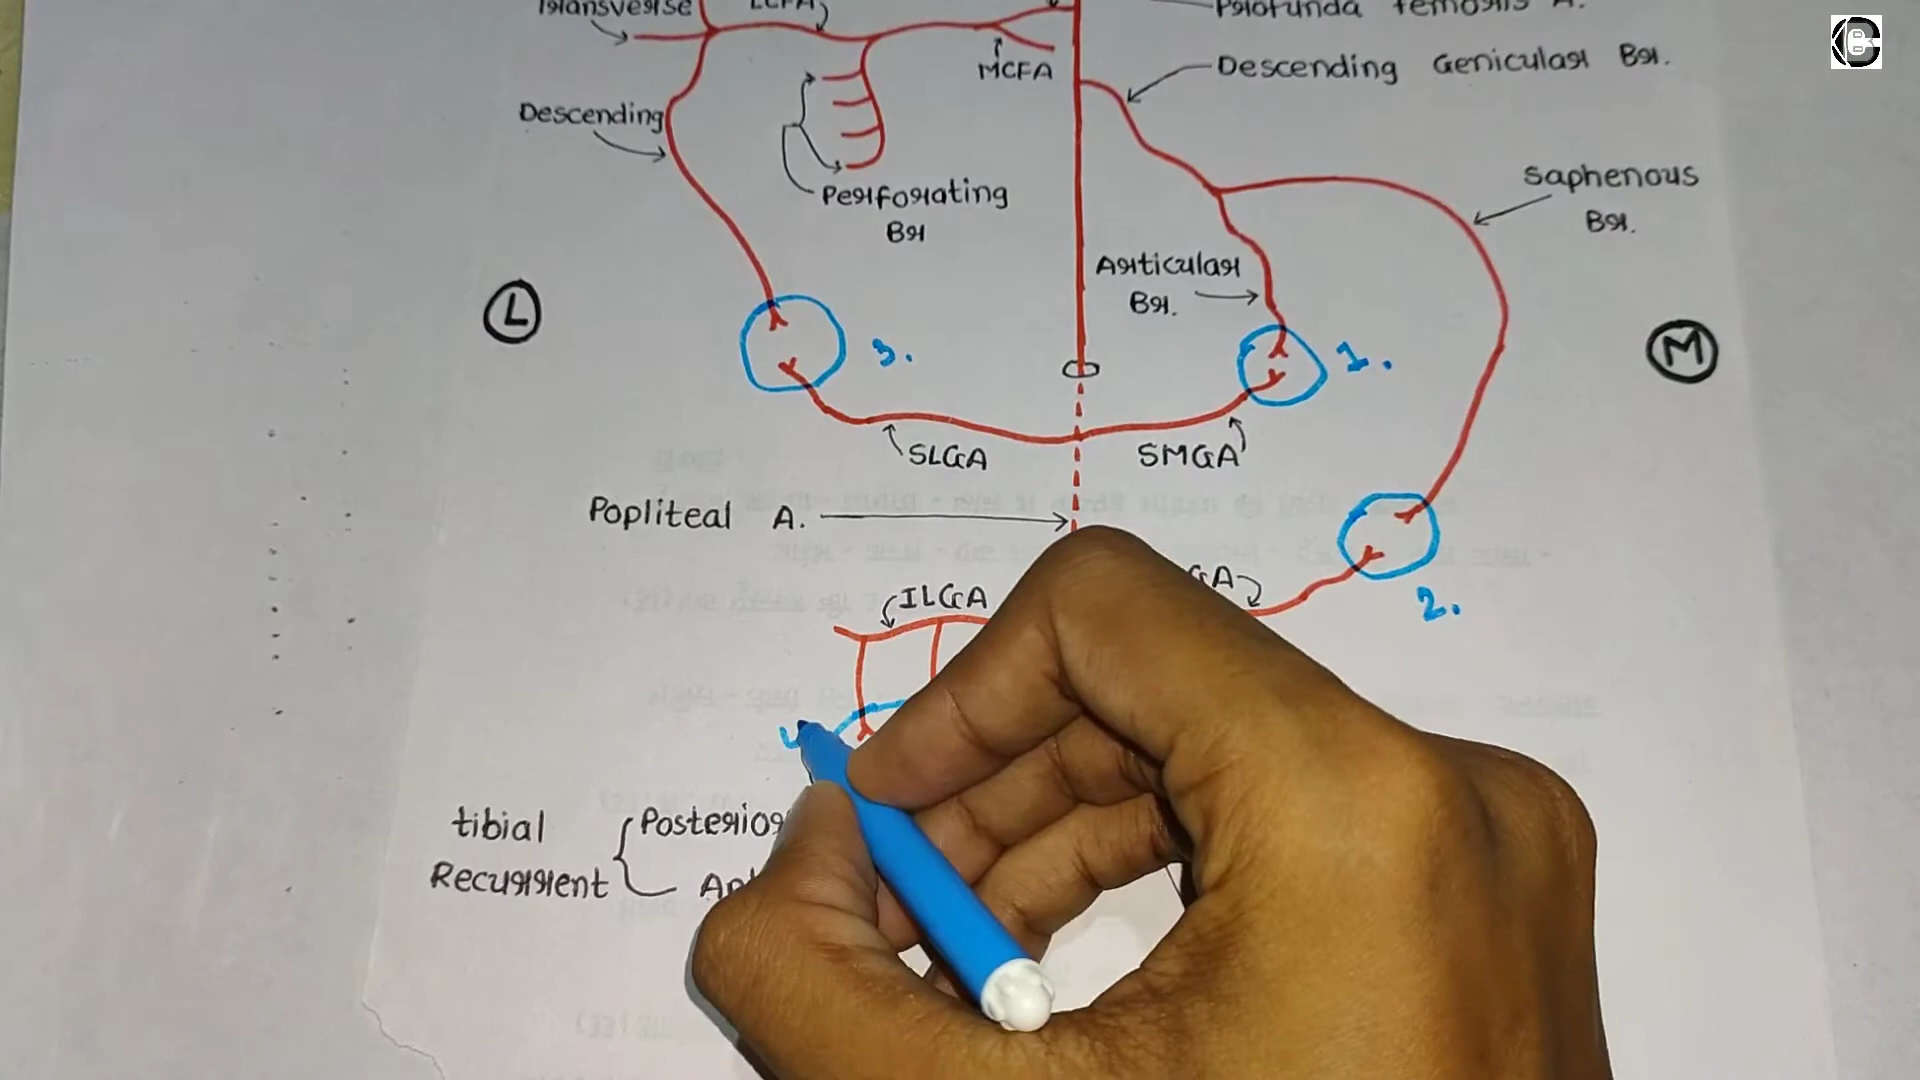 Transverse
LCFA
Profunda femoris A.
MCFA
Descending Genicular Br.
Descending
Perforating
Br
Saphenous
Br.
Articular
Br.
L
M
3.
1.
SLGA
SMGA
Popliteal A.
GA
ILGA
2.
tibial
Recurrent
Posterior